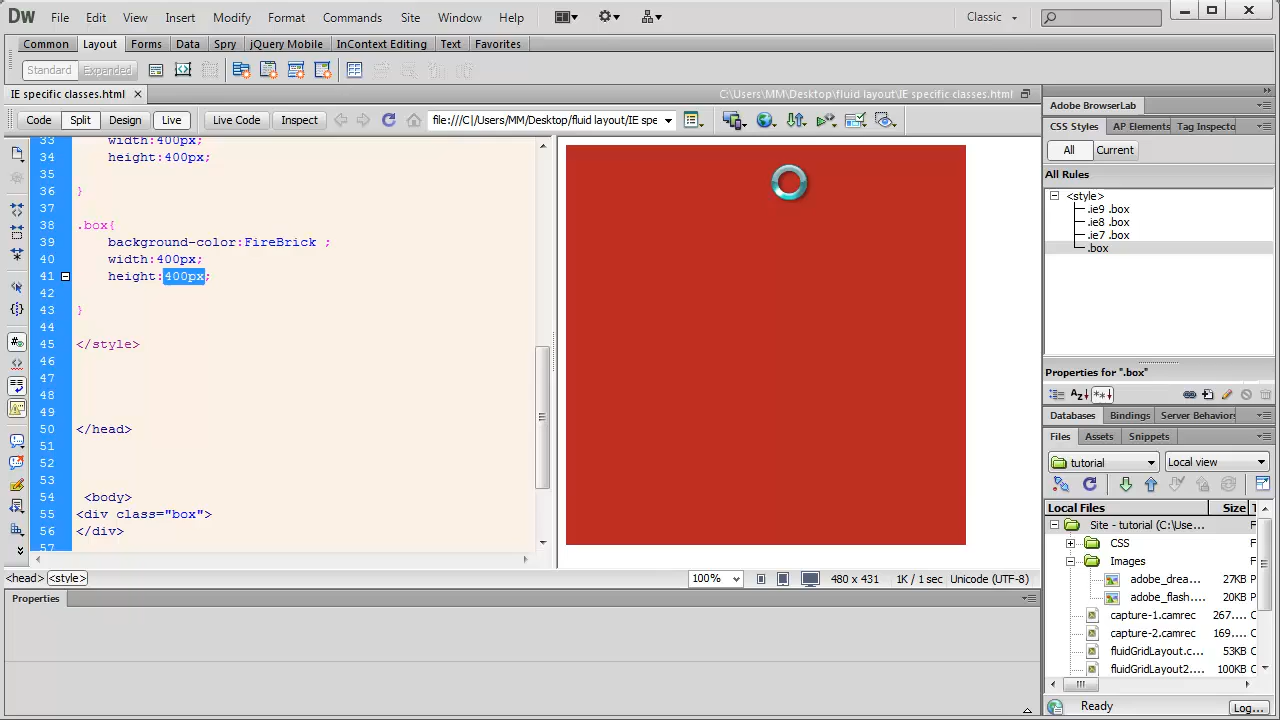 Dw File Edit View Insert Modify Format Commands Site Window Help Classic
Common Layout Forms Data Spry jQuery Mobile InContext Editing Text Favorites
Standard Expanded
IE specific classes.html × C:\Users\MM\Desktop\fluid layout\IE specific classes.html
Code Split Design Live Live Code Inspect file:///C|/Users/MM/Desktop/fluid layout/IE spe
33 width:400px;
34 height:400px;
35
36 }
37
38 .box{
39 background-color:FireBrick ;
40 width:400px;
41 height:400px;
42
43 }
44
45 </style>
46
47
48
49
50 </head>
51
52
53
54 <body>
55 <div class="box">
56 </div>
57
<head> <style> 100% 480 x 431 1K / 1 sec Unicode (UTF-8)
Properties
Adobe BrowserLab
CSS Styles AP Elements Tag Inspecto
All Current
All Rules
<style>
.ie9 .box
.ie8 .box
.ie7 .box
.box
Properties for ".box"
Databases Bindings Server Behaviors
Files Assets Snippets
tutorial Local view
Local Files Size T
Site - tutorial (C:\Use... F
CSS F
Images F
adobe_drea... 27KB P
adobe_flash.... 20KB P
capture-1.camrec 267.... C
capture-2.camrec 169.... C
fluidGridLayout.c... 53KB C
fluidGridLayout2.... 100KB C
Ready Log...